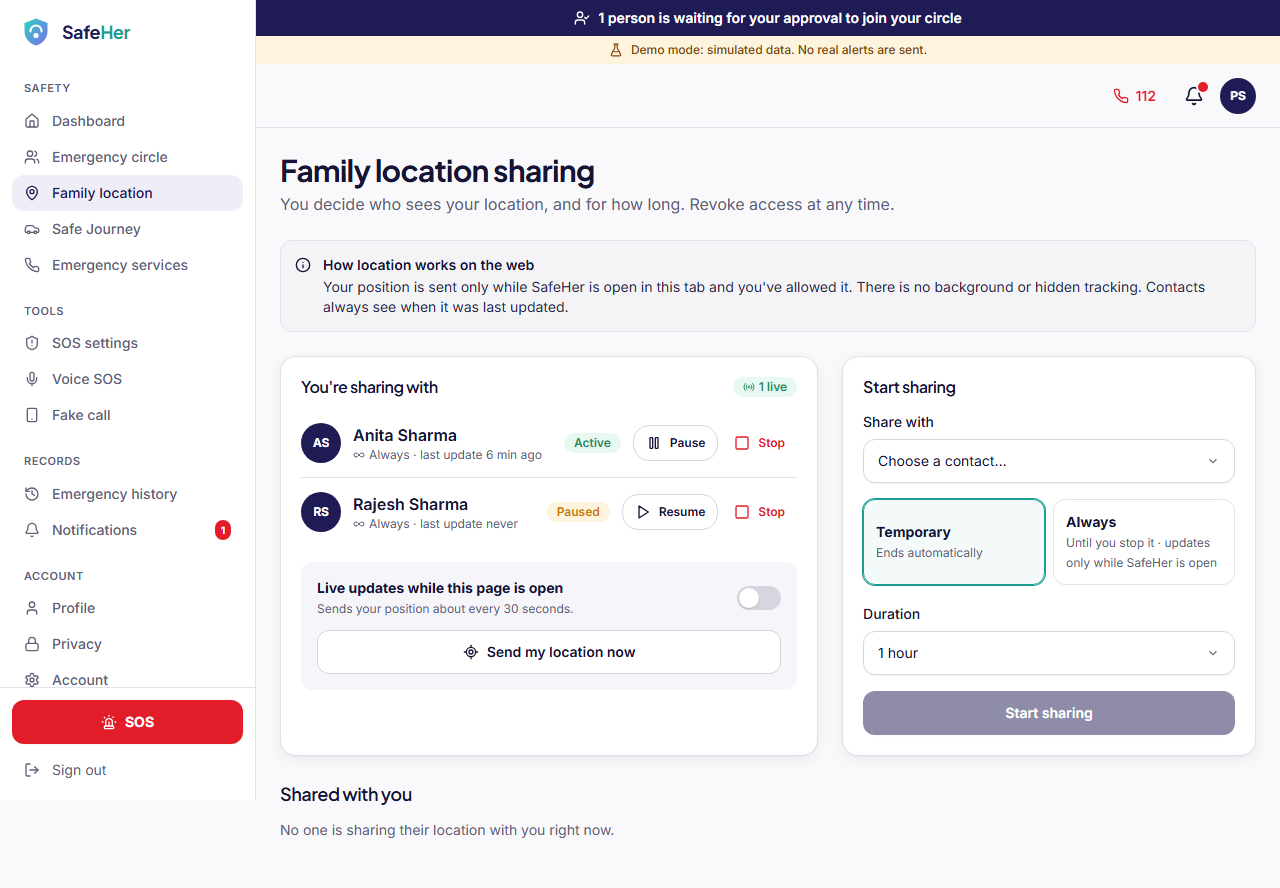 SafeHer
SAFETY
Dashboard
Emergency circle
Family location
Safe Journey
Emergency services
TOOLS
SOS settings
Voice SOS
Fake call
RECORDS
Emergency history
Notifications 1
ACCOUNT
Profile
Privacy
Account
SOS
Sign out
1 person is waiting for your approval to join your circle
Demo mode: simulated data. No real alerts are sent.
112 PS
Family location sharing
You decide who sees your location, and for how long. Revoke access at any time.
How location works on the web
Your position is sent only while SafeHer is open in this tab and you've allowed it. There is no background or hidden tracking. Contacts
always see when it was last updated.
You're sharing with 1 live
AS Anita Sharma Active Pause Stop
Always · last update 6 min ago
RS Rajesh Sharma Paused Resume Stop
Always · last update never
Live updates while this page is open
Sends your position about every 30 seconds.
Send my location now
Start sharing
Share with
Choose a contact...
Temporary
Ends automatically
Always
Until you stop it · updates
only while SafeHer is open
Duration
1 hour
Start sharing
Shared with you
No one is sharing their location with you right now.